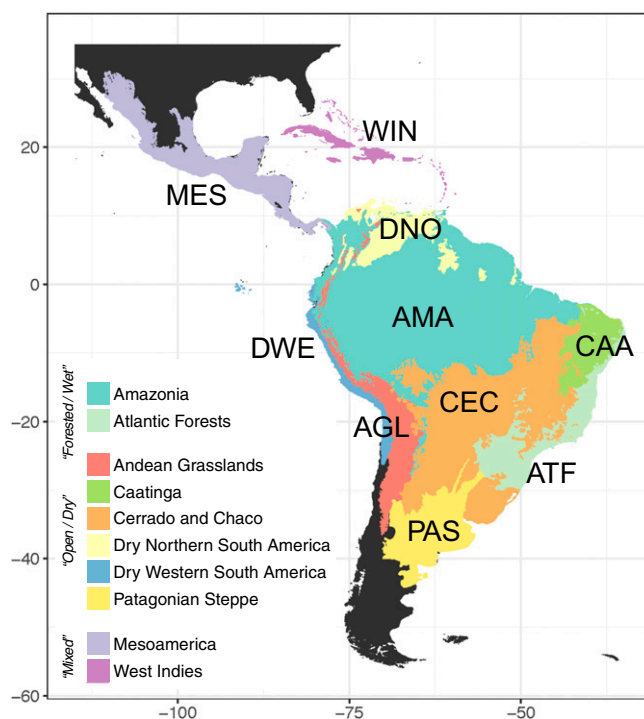 20
0
−20
−40
−60
−100
−75
−50
WIN
MES
DNO
AMA
DWE
CAA
CEC
AGL
ATF
PAS
"Forested / Wet"
Amazonia
Atlantic Forests
"Open / Dry"
Andean Grasslands
Caatinga
Cerrado and Chaco
Dry Northern South America
Dry Western South America
Patagonian Steppe
"Mixed"
Mesoamerica
West Indies